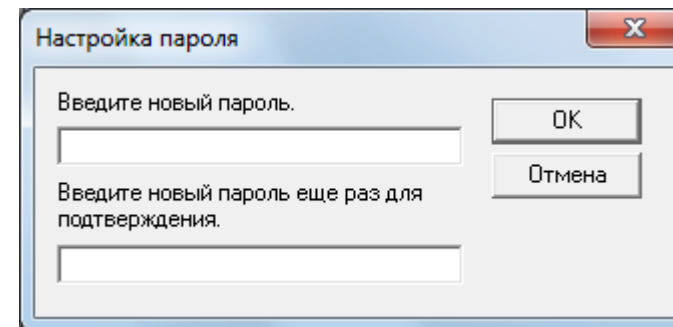 Настройка пароля
Введите новый пароль.
OK
Отмена
Введите новый пароль еще раз для
подтверждения.